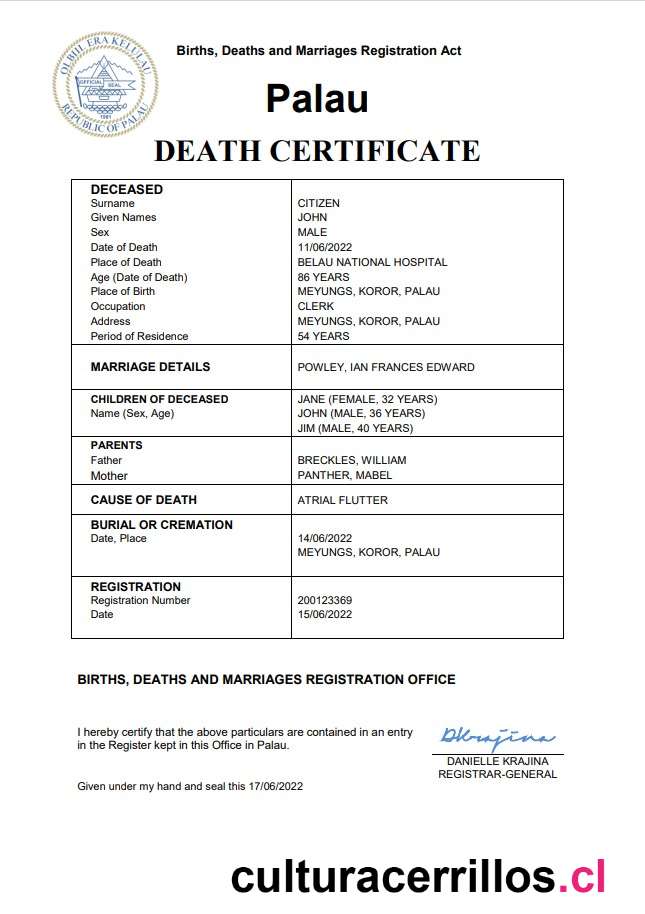 OLBIIL ERA KELULAU
OFFICIAL SEAL
1981
REPUBLIC OF PALAU
Births, Deaths and Marriages Registration Act
Palau
DEATH CERTIFICATE
DECEASED
Surname CITIZEN
Given Names JOHN
Sex MALE
Date of Death 11/06/2022
Place of Death BELAU NATIONAL HOSPITAL
Age (Date of Death) 86 YEARS
Place of Birth MEYUNGS, KOROR, PALAU
Occupation CLERK
Address MEYUNGS, KOROR, PALAU
Period of Residence 54 YEARS
MARRIAGE DETAILS POWLEY, IAN FRANCES EDWARD
CHILDREN OF DECEASED JANE (FEMALE, 32 YEARS)
Name (Sex, Age) JOHN (MALE, 36 YEARS)
JIM (MALE, 40 YEARS)
PARENTS
Father BRECKLES, WILLIAM
Mother PANTHER, MABEL
CAUSE OF DEATH ATRIAL FLUTTER
BURIAL OR CREMATION
Date, Place 14/06/2022
MEYUNGS, KOROR, PALAU
REGISTRATION
Registration Number 200123369
Date 15/06/2022
BIRTHS, DEATHS AND MARRIAGES REGISTRATION OFFICE
I hereby certify that the above particulars are contained in an entry
in the Register kept in this Office in Palau.
DKrajina
DANIELLE KRAJINA
REGISTRAR-GENERAL
Given under my hand and seal this 17/06/2022
culturacerrillos.cl